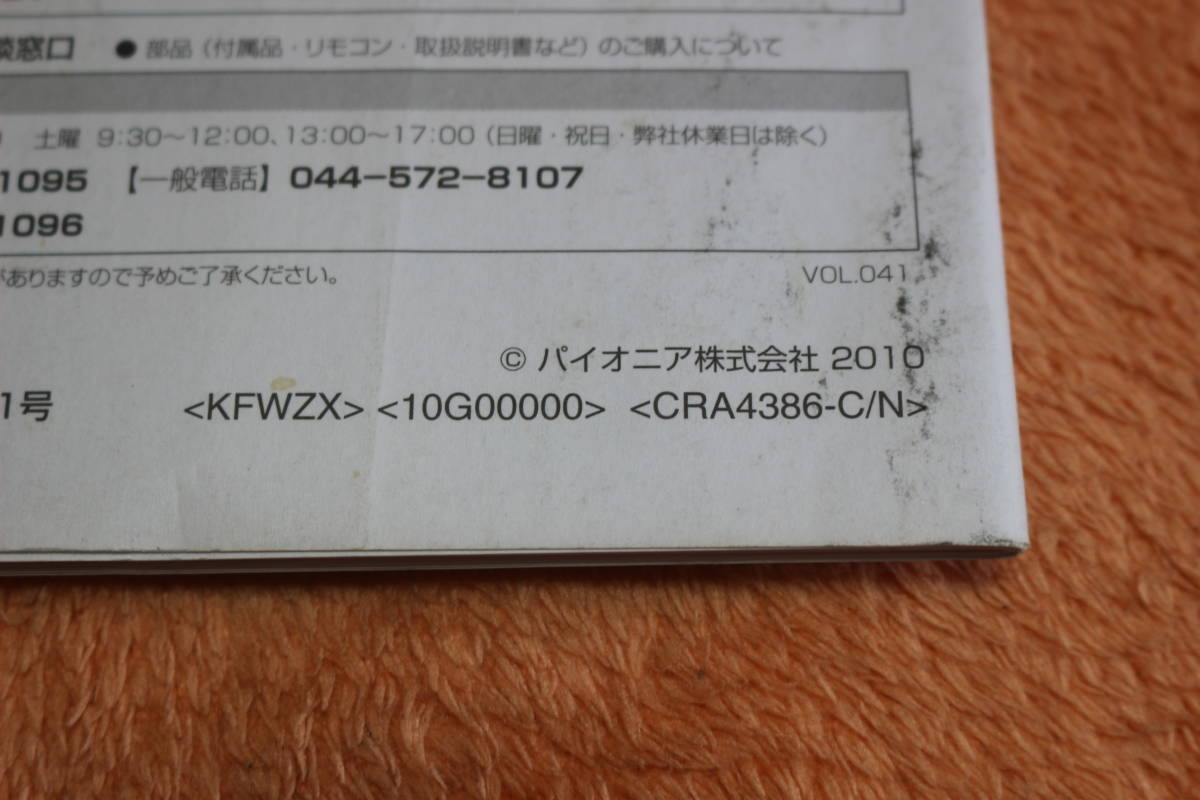 談窓口 ● 部品（付属品・リモコン・取扱説明書など）のご購入について
土曜 9:30～12:00、13:00～17:00（日曜・祝日・弊社休業日は除く）
1095 【一般電話】 044-572-8107
1096
がありますので予めご了承ください。 VOL.041
© パイオニア株式会社 2010
1号 <KFWZX> <10G00000> <CRA4386-C/N>